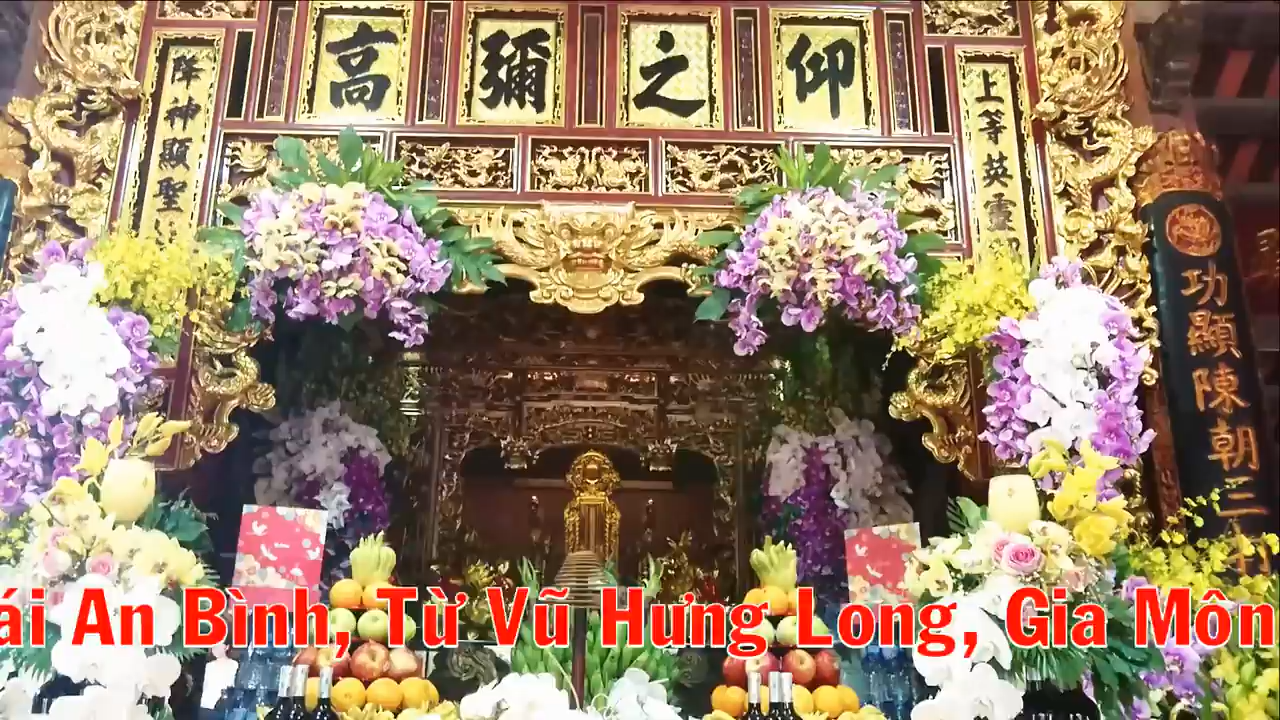 仰之彌高
上等英靈
降神顯聖
功顯陳朝三
ái An Bình, Từ Vũ Hưng Long, Gia Môn